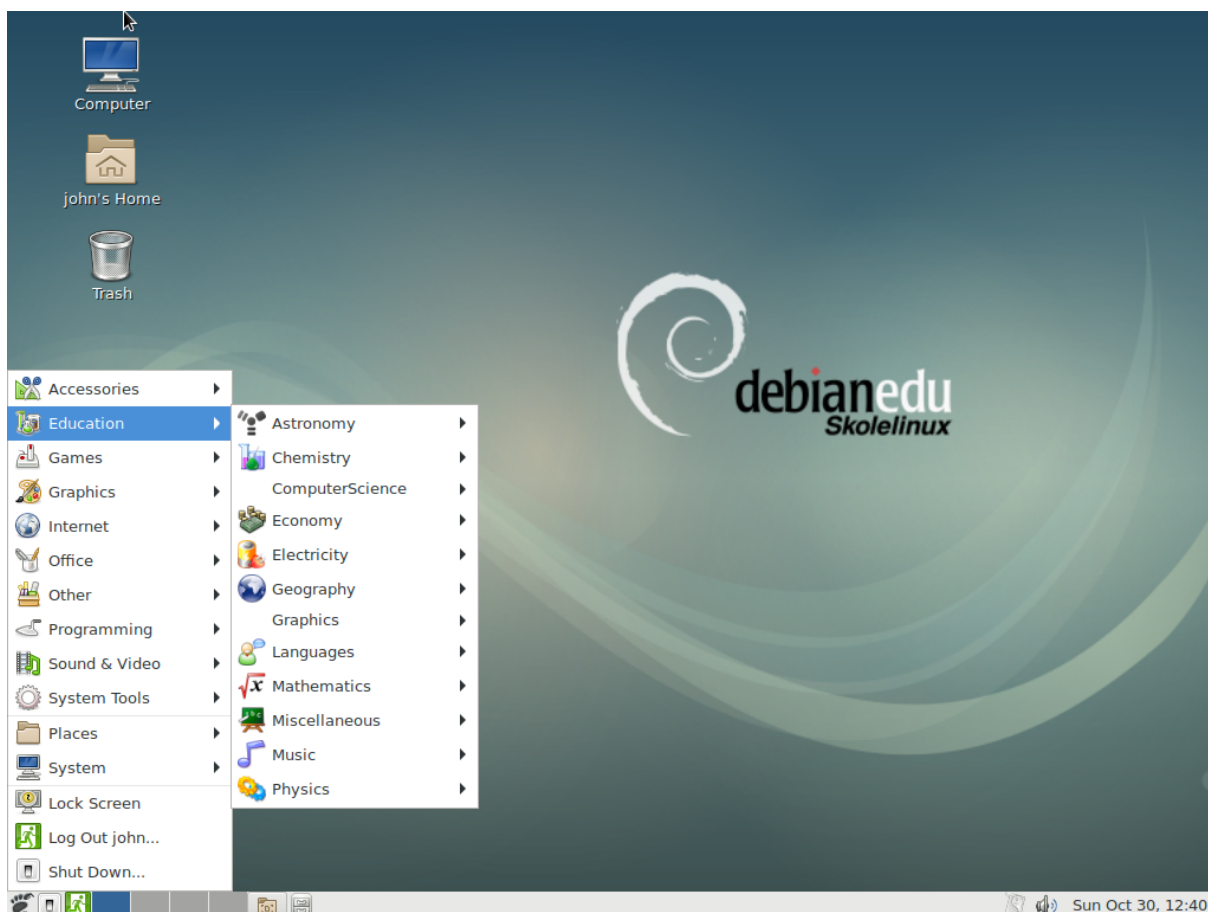 Computer
john's Home
Trash
debianedu
Skolelinux
Accessories
Education
Games
Graphics
Internet
Office
Other
Programming
Sound & Video
System Tools
Places
System
Lock Screen
Log Out john...
Shut Down...
Astronomy
Chemistry
ComputerScience
Economy
Electricity
Geography
Graphics
Languages
Mathematics
Miscellaneous
Music
Physics
Sun Oct 30, 12:40